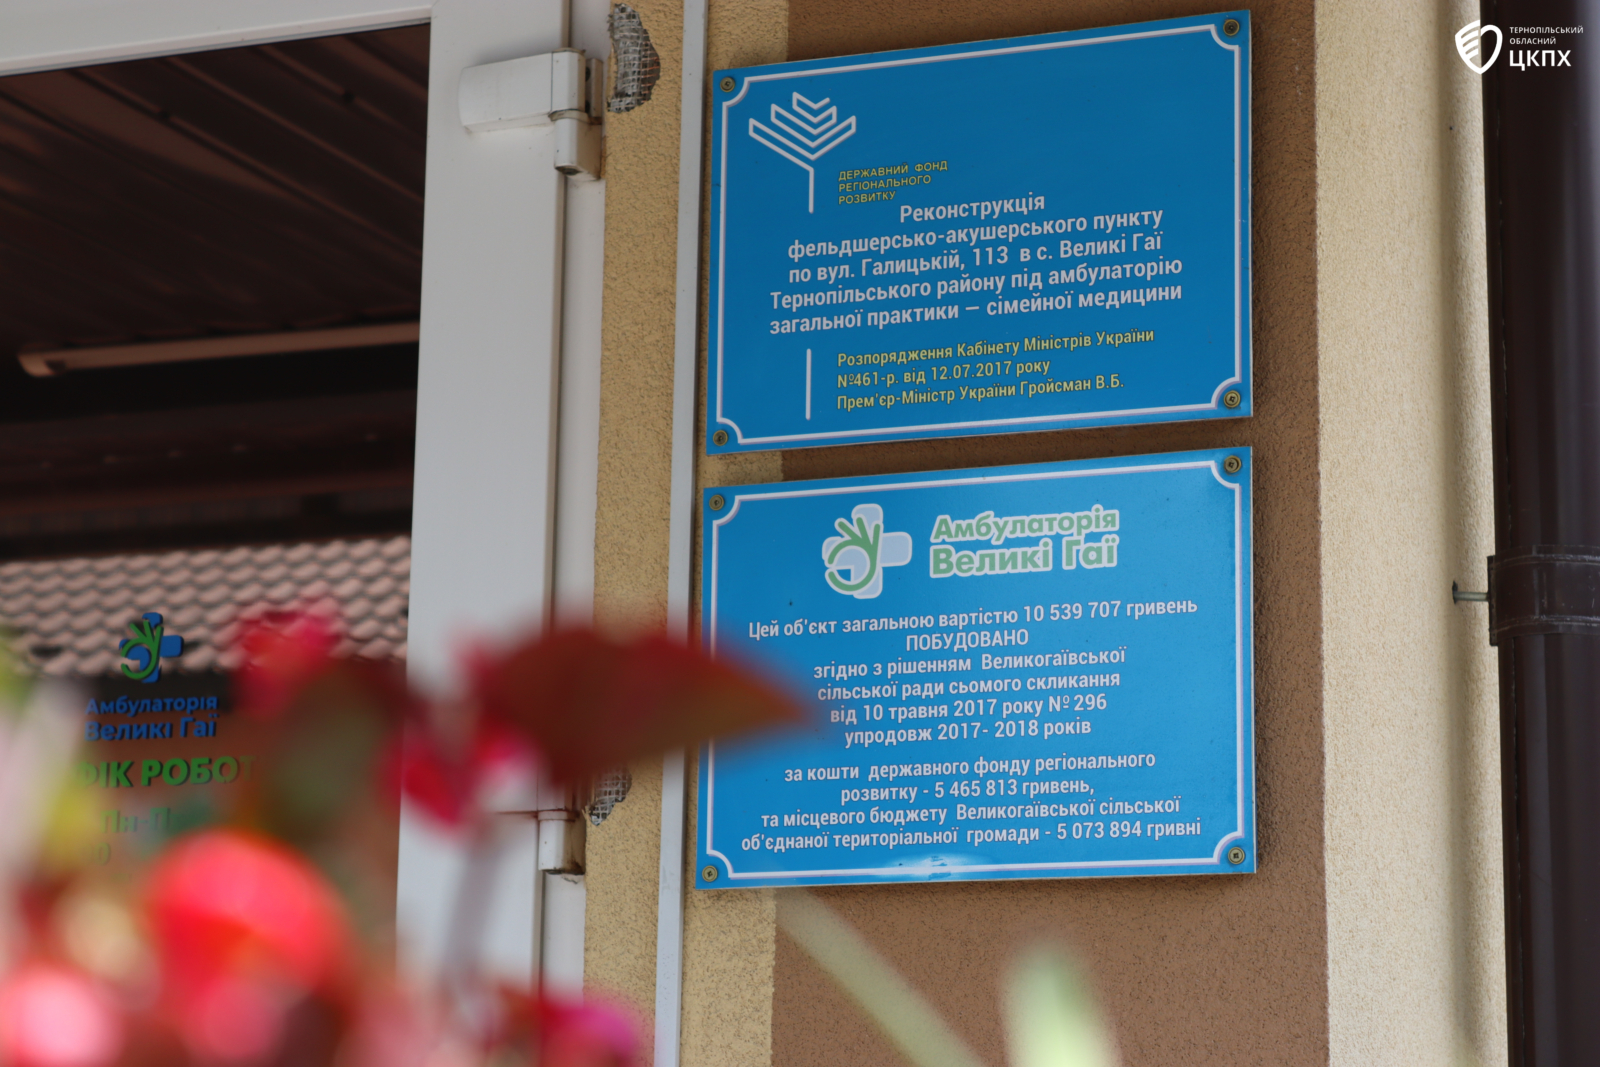 ТЕРНОПІЛЬСЬКИЙ
ОБЛАСНИЙ
ЦКПХ
ДЕРЖАВНИЙ ФОНД
РЕГІОНАЛЬНОГО
РОЗВИТКУ
Реконструкція
фельдшерсько-акушерського пункту
по вул. Галицькій, 113 в с. Великі Гаї
Тернопільського району під амбулаторію
загальної практики — сімейної медицини
Розпорядження Кабінету Міністрів України
№461-р. від 12.07.2017 року
Прем'єр-Міністр України Гройсман В.Б.
Амбулаторія
Великі Гаї
Цей об'єкт загальною вартістю 10 539 707 гривень
ПОБУДОВАНО
згідно з рішенням Великогаївської
сільської ради сьомого скликання
від 10 травня 2017 року № 296
упродовж 2017- 2018 років
за кошти державного фонду регіонального
розвитку - 5 465 813 гривень,
та місцевого бюджету Великогаївської сільської
об'єднаної територіальної громади - 5 073 894 гривні
Амбулаторія
Великі Гаї
ФІК РОБОТ